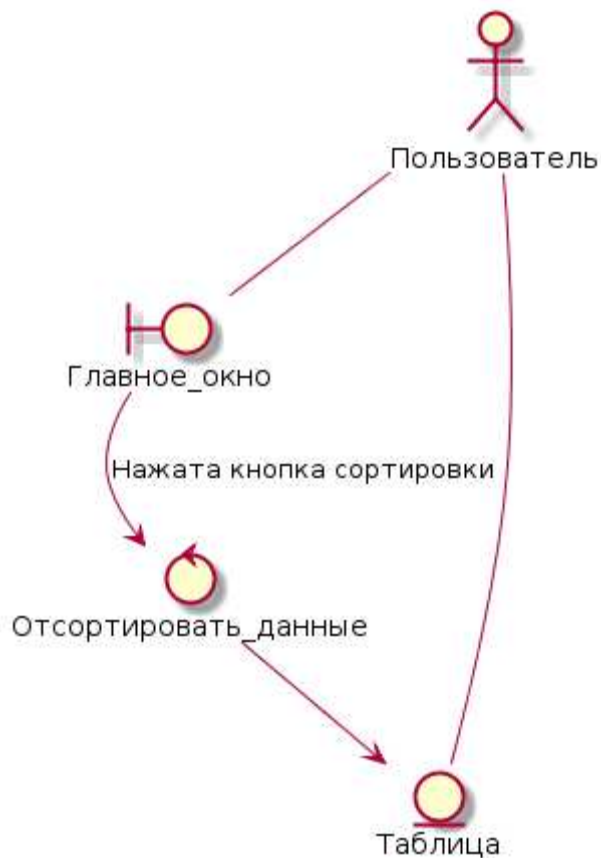 Пользователь
Главное_окно
Нажата кнопка сортировки
Отсортировать_данные
Таблица